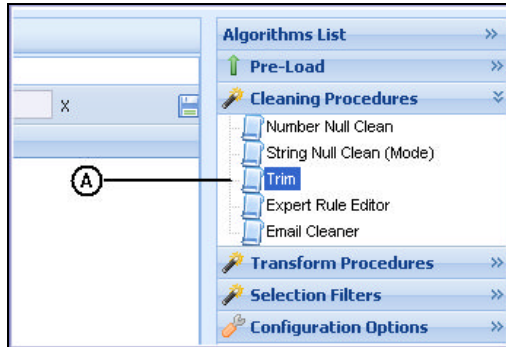 Algorithms List
Pre-Load
X
Cleaning Procedures
Number Null Clean
String Null Clean (Mode)
A
Trim
Expert Rule Editor
Email Cleaner
Transform Procedures
Selection Filters
Configuration Options